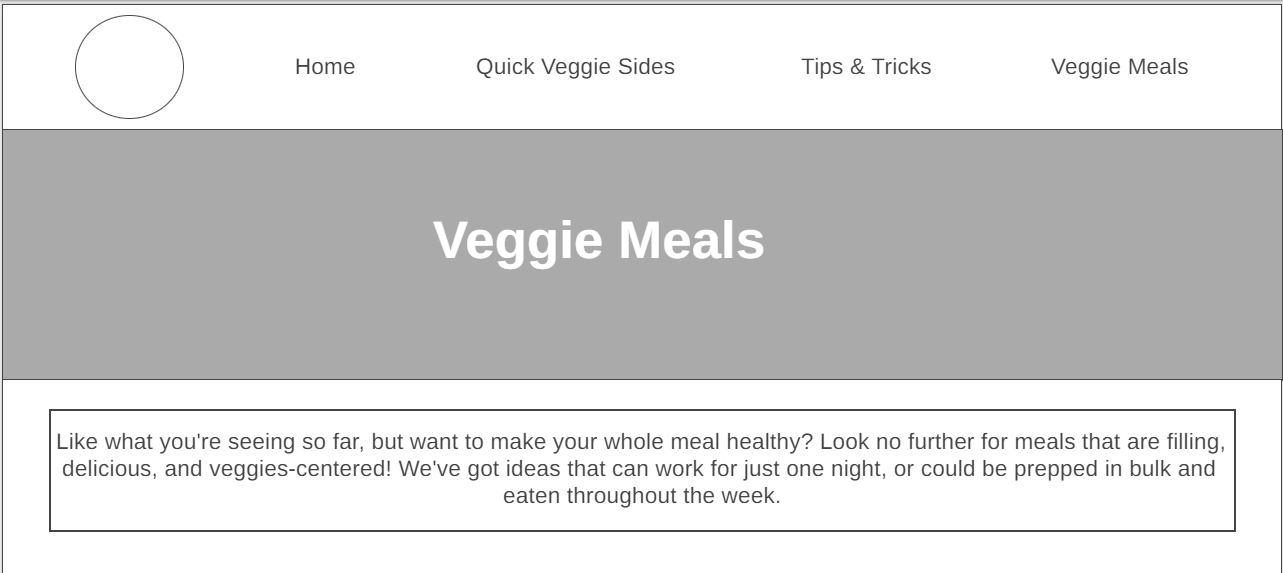 Home Quick Veggie Sides Tips & Tricks Veggie Meals
Veggie Meals
Like what you're seeing so far, but want to make your whole meal healthy? Look no further for meals that are filling,
delicious, and veggies-centered! We've got ideas that can work for just one night, or could be prepped in bulk and
eaten throughout the week.